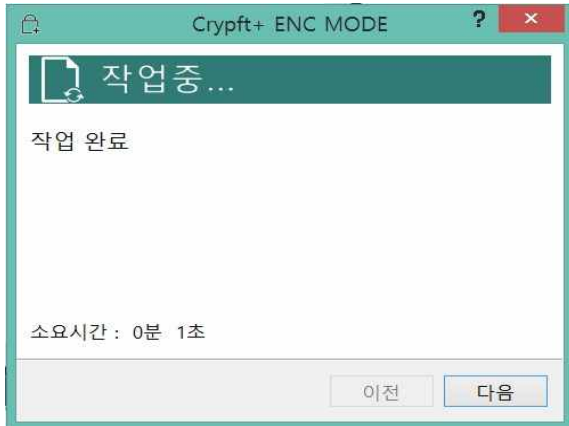 Crypft+ ENC MODE
작업중...
작업 완료
소요시간 : 0분 1초
이전
다음